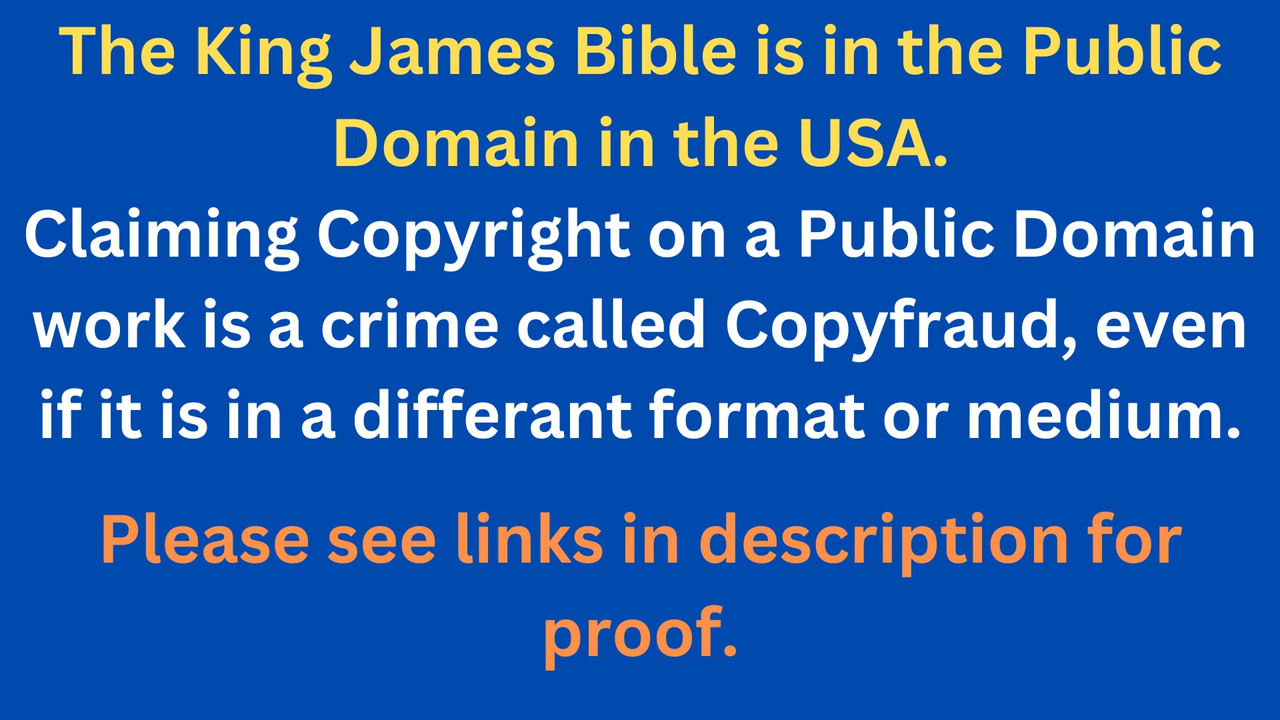 The King James Bible is in the Public
Domain in the USA.
Claiming Copyright on a Public Domain
work is a crime called Copyfraud, even
if it is in a differant format or medium.
Please see links in description for
proof.